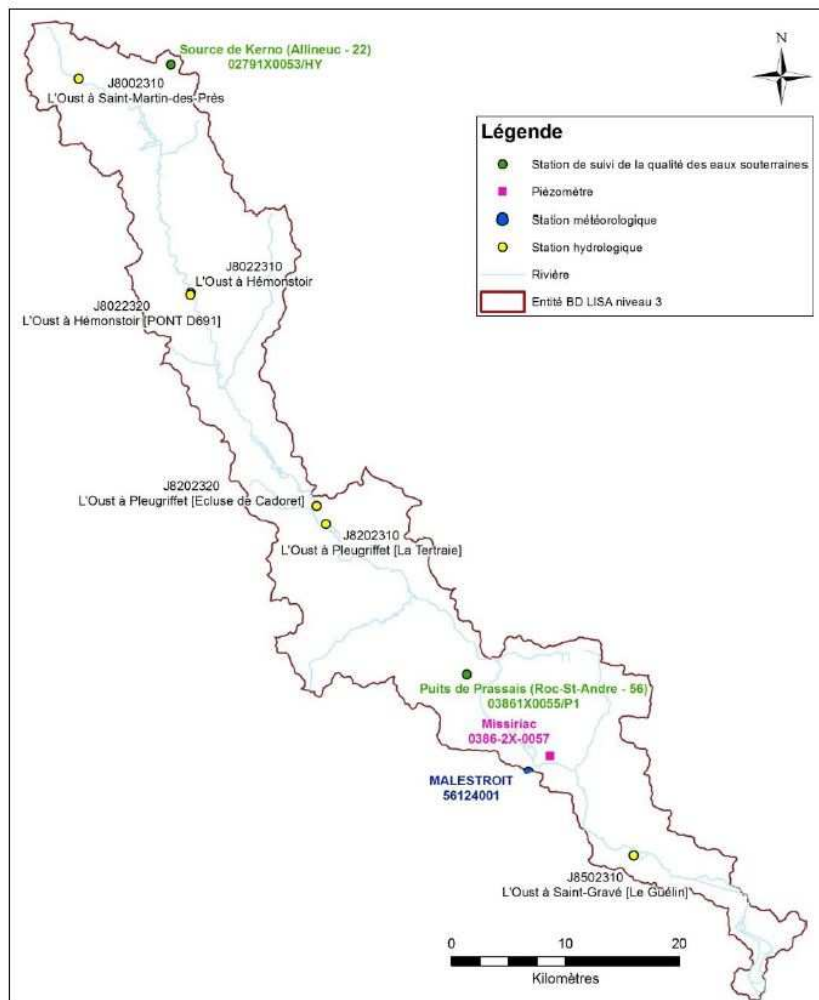 Source de Kerno (Allineuc - 22)
02791X0053/HY
N
J8002310
L'Oust à Saint-Martin-des-Près
Légende
Station de suivi de la qualité des eaux souterraines
Pièzomètre
Station météorologique
Station hydrologique
Rivière
Entité BD LISA niveau 3
J8022310
L'Oust à Hémonstoir
J8022320
L'Oust à Hémonstoir [PONT D691]
J8202320
L'Oust à Pleugriffet [Ecluse de Cadoret]
J8202310
L'Oust à Pleugriffet [La Tertraie]
Puits de Prassais (Roc-St-Andre - 56)
03861X0055/P1
Missiriac
0386-2X-0057
MALESTROIT
56124001
J8502310
L'Oust à Saint-Gravé [Le Guélin]
0 10 20
Kilomètres